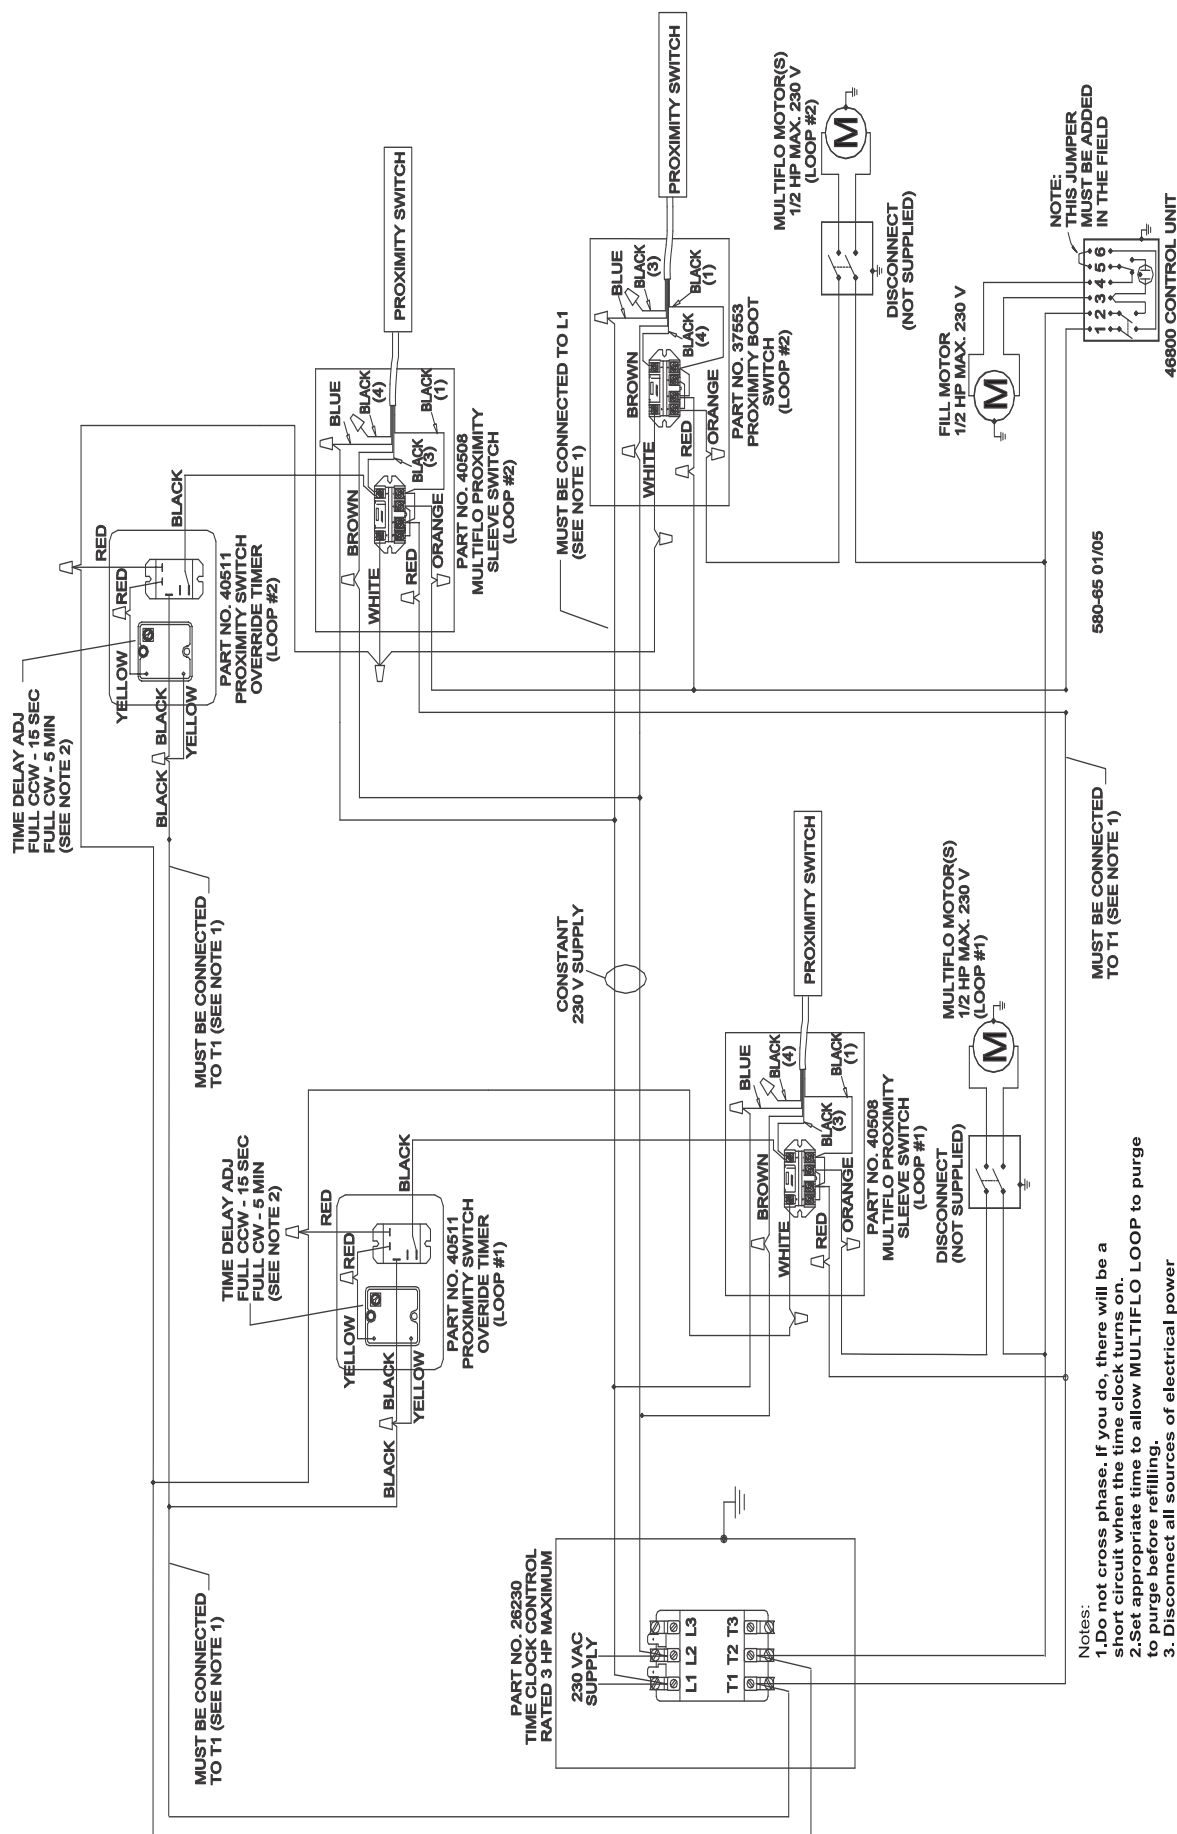 TIME DELAY ADJ
FULL CCW - 15 SEC
FULL CW - 5 MIN
(SEE NOTE 2)
RED
RED
BLACK
YELLOW
BLACK
BLACK
YELLOW
PART NO. 40511
PROXIMITY SWITCH
OVERRIDE TIMER
(LOOP #2)
MUST BE CONNECTED
TO T1 (SEE NOTE 1)
PROXIMITY SWITCH
BLUE
BLACK
(4)
BLACK
(1)
BLACK
(3)
BROWN
WHITE
RED
ORANGE
PART NO. 40508
MULTIFLO PROXIMITY
SLEEVE SWITCH
(LOOP #2)
MUST BE CONNECTED TO L1
(SEE NOTE 1)
PROXIMITY SWITCH
BLUE
BLACK
(3)
BLACK
(1)
BLACK
(4)
BROWN
WHITE
RED
ORANGE
PART NO. 37553
PROXIMITY BOOT
SWITCH
(LOOP #2)
MULTIFLO MOTOR(S)
1/2 HP MAX. 230 V
(LOOP #2)
M
DISCONNECT
(NOT SUPPLIED)
FILL MOTOR
1/2 HP MAX. 230 V
M
NOTE:
THIS JUMPER
MUST BE ADDED
IN THE FIELD
1 2 3 4 5 6
46800 CONTROL UNIT
580-65 01/05
MUST BE CONNECTED
TO T1 (SEE NOTE 1)
CONSTANT
230 V SUPPLY
TIME DELAY ADJ
FULL CCW - 15 SEC
FULL CW - 5 MIN
(SEE NOTE 2)
RED
RED
BLACK
YELLOW
BLACK
BLACK
YELLOW
PART NO. 40511
PROXIMITY SWITCH
OVERIDE TIMER
(LOOP #1)
PROXIMITY SWITCH
BLUE
BLACK
(4)
BLACK
(1)
BLACK
(3)
BROWN
WHITE
RED
ORANGE
PART NO. 40508
MULTIFLO PROXIMITY
SLEEVE SWITCH
(LOOP #1)
MULTIFLO MOTOR(S)
1/2 HP MAX. 230 V
(LOOP #1)
M
DISCONNECT
(NOT SUPPLIED)
MUST BE CONNECTED
TO T1 (SEE NOTE 1)
PART NO. 26230
TIME CLOCK CONTROL
RATED 3 HP MAXIMUM
230 VAC
SUPPLY
L1 L2 L3
T1 T2 T3
Notes:
1.Do not cross phase. If you do, there will be a
short circuit when the time clock turns on.
2.Set appropriate time to allow MULTIFLO LOOP to purge
to purge before refilling.
3. Disconnect all sources of electrical power